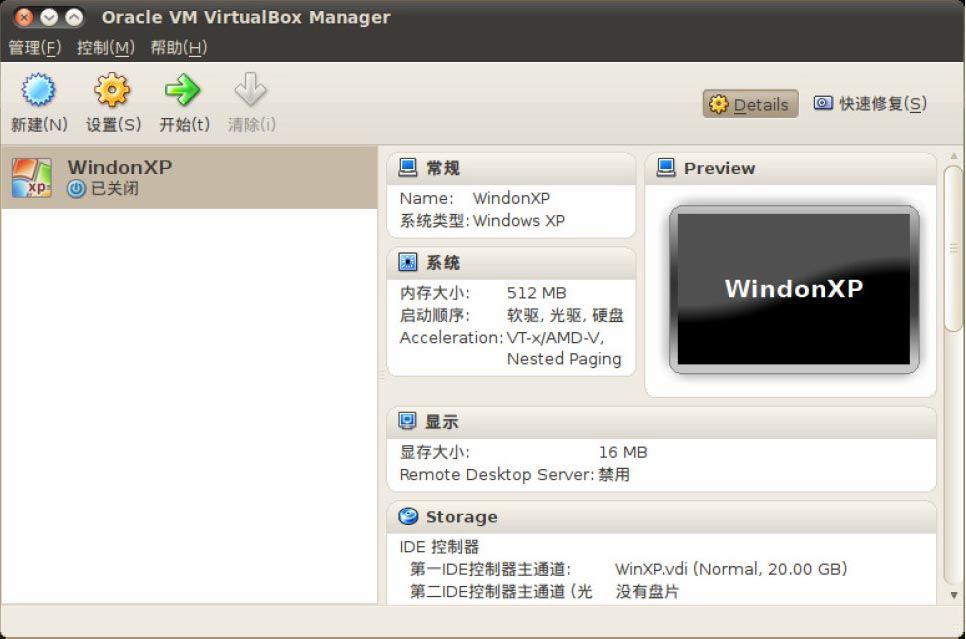 Oracle VM VirtualBox Manager
管理(F) 控制(M) 帮助(H)
新建(N) 设置(S) 开始(t) 清除(i)
Details 快速修复(S)
WindonXP
已关闭
常规
Name: WindonXP
系统类型: Windows XP
系统
内存大小: 512 MB
启动顺序: 软驱, 光驱, 硬盘
Acceleration: VT-x/AMD-V,
Nested Paging
Preview
WindonXP
显示
显存大小: 16 MB
Remote Desktop Server: 禁用
Storage
IDE 控制器
第一IDE控制器主通道: WinXP.vdi (Normal, 20.00 GB)
第二IDE控制器主通道 (光 没有盘片